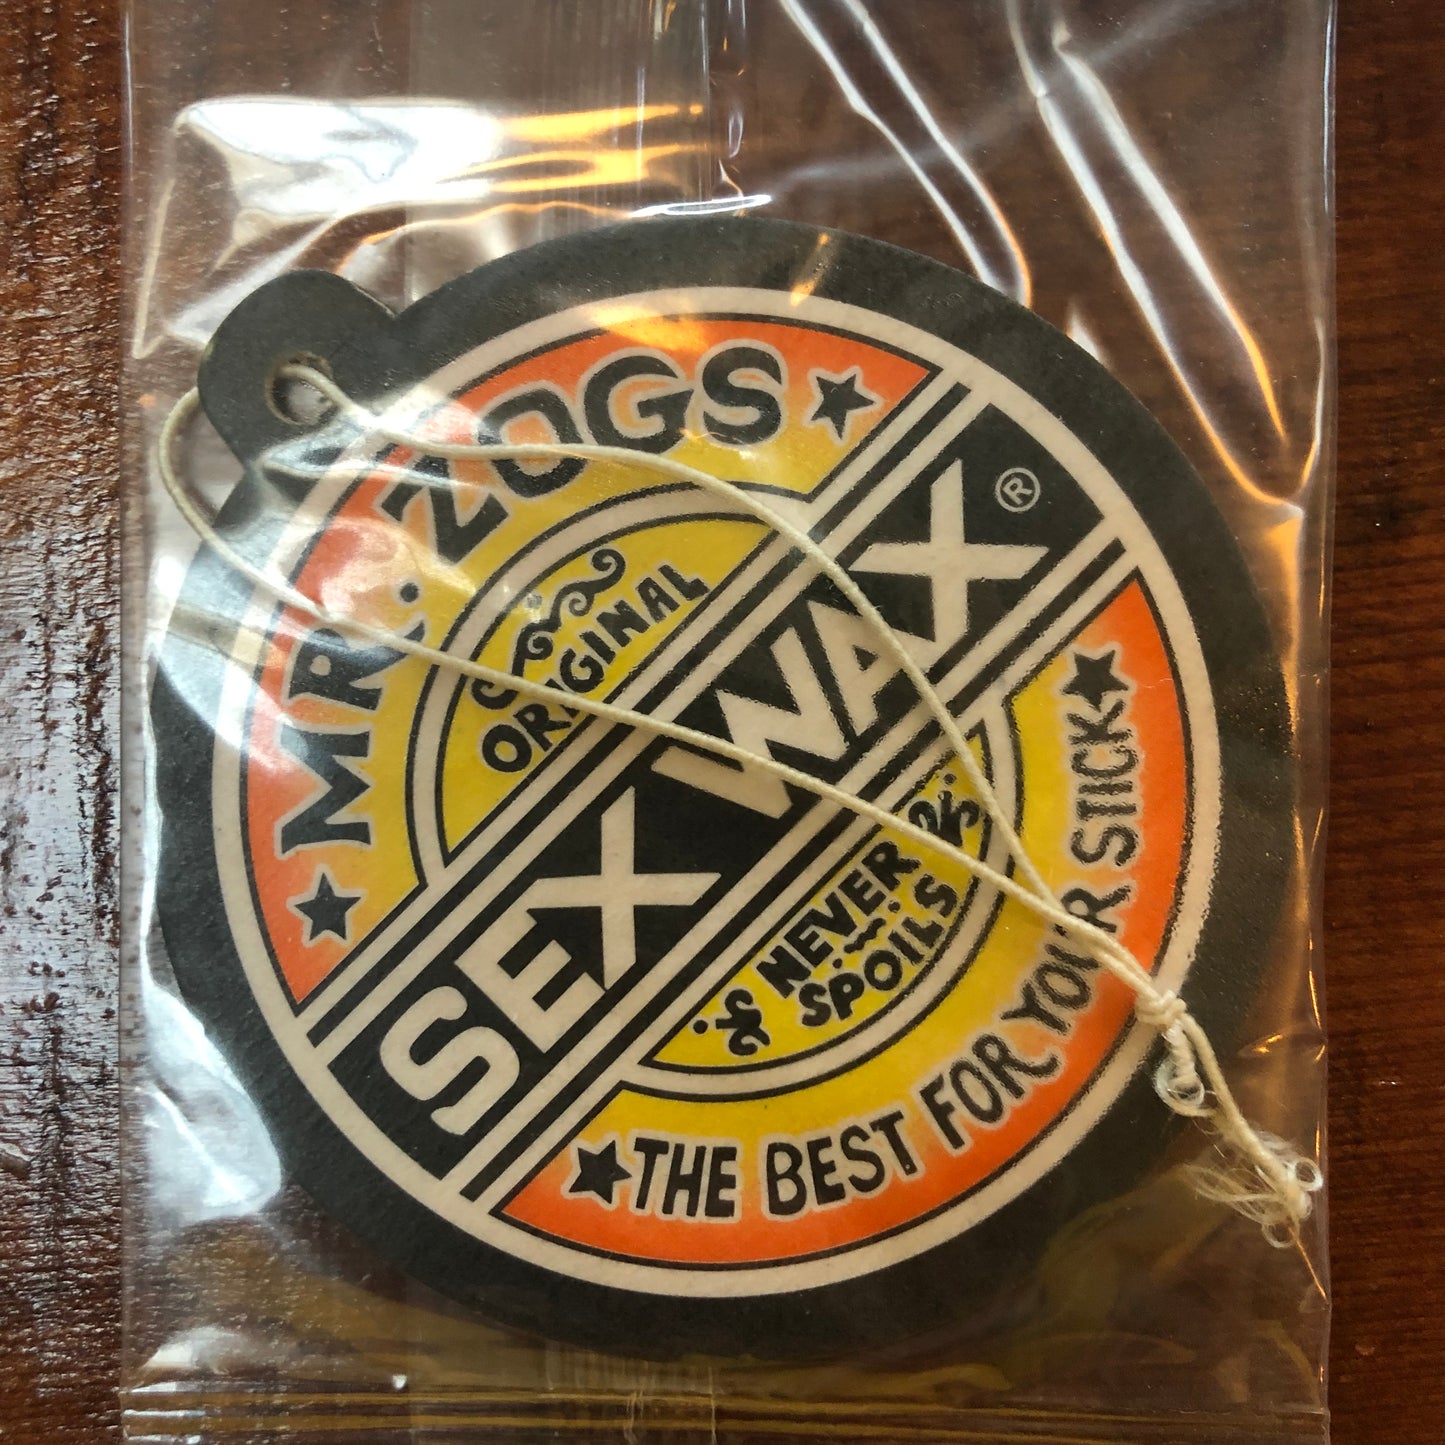 MR. ZOGS
ORIGINAL
SEX WAX®
NEVER
SPOILS
THE BEST FOR YOUR STICK